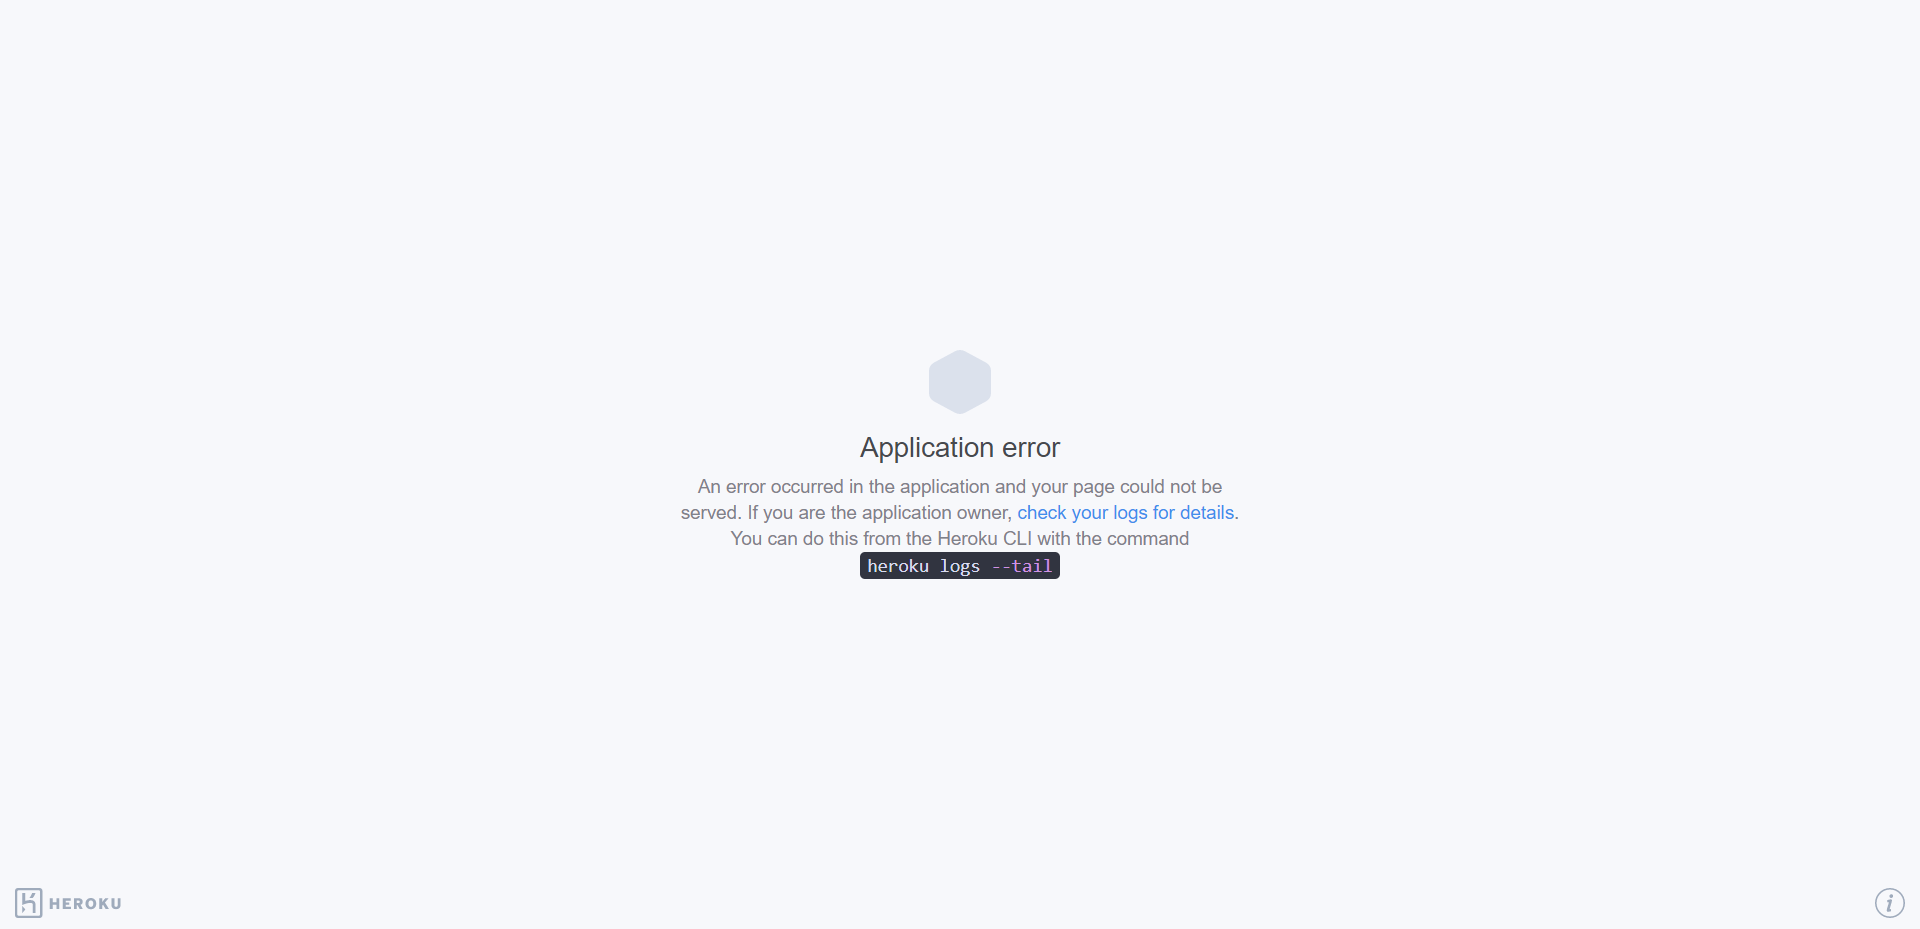 Application error
An error occurred in the application and your page could not be
served. If you are the application owner, check your logs for details.
You can do this from the Heroku CLI with the command
heroku logs --tail
HEROKU
i